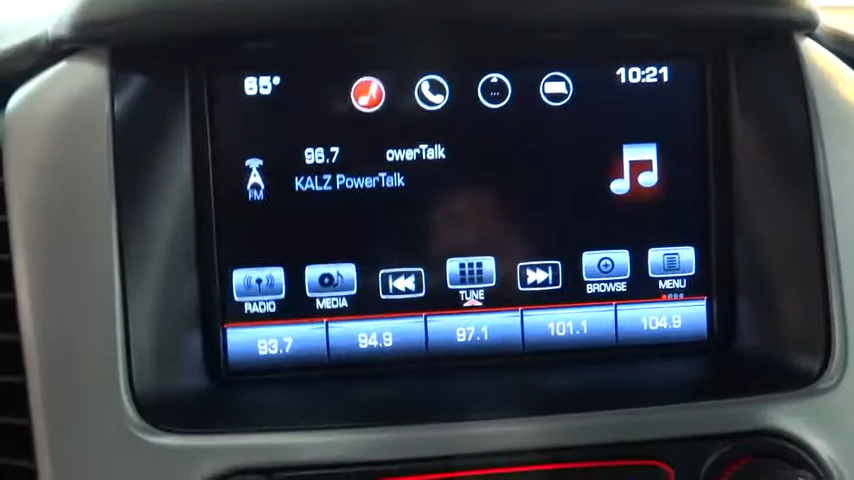 65°
10:21
96.7 owerTalk
KALZ PowerTalk
FM
RADIO MEDIA TUNE BROWSE MENU
93.7 94.9 97.1 101.1 104.9